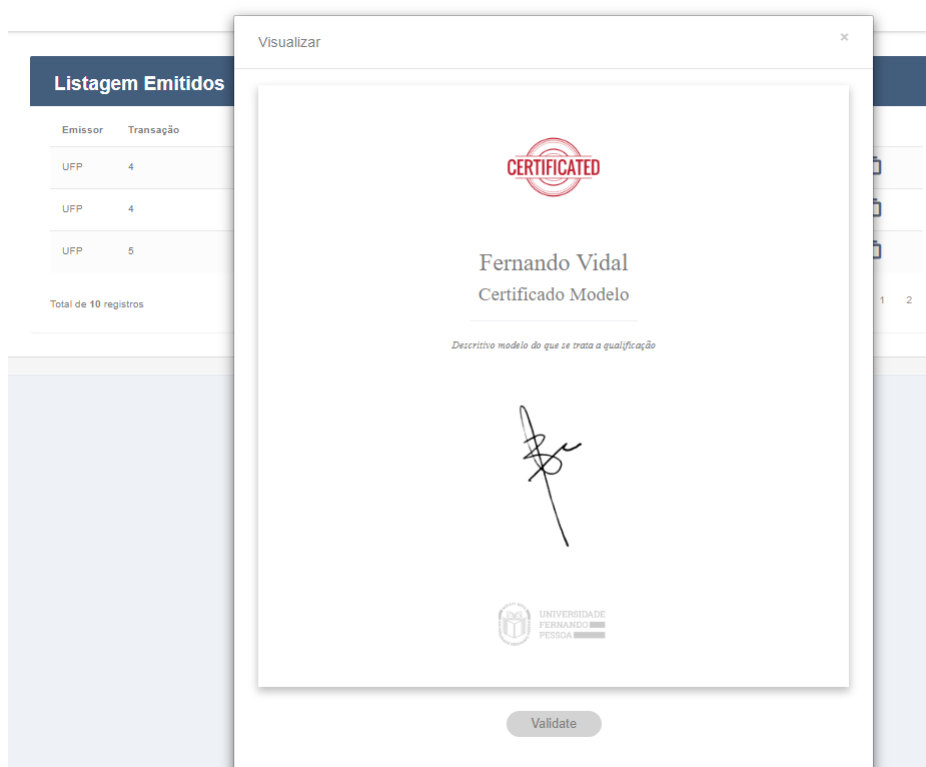 Visualizar
×
Listagem Emitidos
Emissor Transação
UFP 4
UFP 4
UFP 5
Total de 10 registros
1 2
CERTIFICATED
Fernando Vidal
Certificado Modelo
Descritivo modelo do que se trata a qualificação
UNIVERSIDADE
FERNANDO
PESSOA
Validate